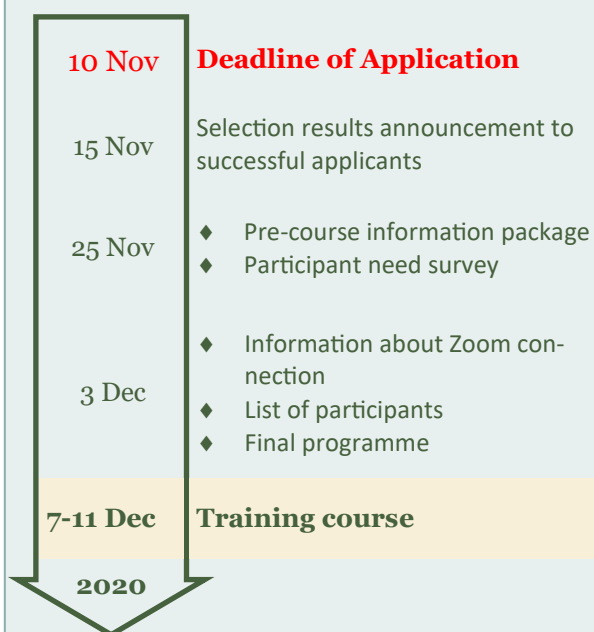 10 Nov Deadline of Application
15 Nov Selection results announcement to
successful applicants
25 Nov ♦ Pre-course information package
♦ Participant need survey
3 Dec ♦ Information about Zoom con-
nection
♦ List of participants
♦ Final programme
7-11 Dec Training course
2020